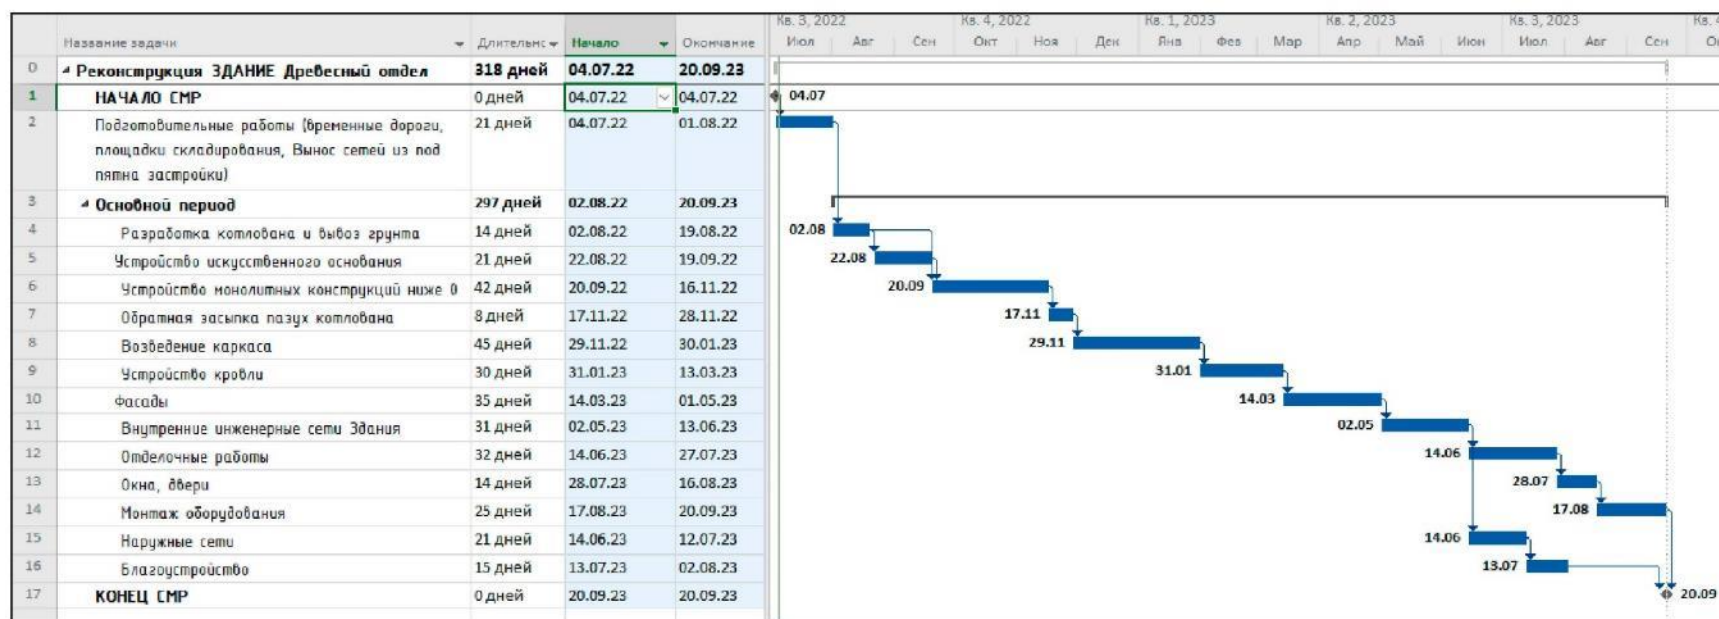 Кв. 3, 2022 Кв. 4, 2022 Кв. 1, 2023 Кв. 2, 2023 Кв. 3, 2023 Кв. 4
Название задачи Длительнс Начало Окончание Июл Авг Сен Окт Ноя Дек Янв Фев Мар Апр Май Июн Июл Авг Сен
0 Реконструкция ЗДАНИЕ Древесный отдел 318 дней 04.07.22 20.09.23
1 НАЧАЛО СМР 0 дней 04.07.22 04.07.22 04.07
2 Подготовительные работы (временные дороги, 21 дней 04.07.22 01.08.22
площадки складирования, Вынос сетей из под
пятна застройки)
3 Основной период 297 дней 02.08.22 20.09.23
4 Разработка котлована и вывоз грунта 14 дней 02.08.22 19.08.22 02.08
5 Устройство искусственного основания 21 дней 22.08.22 19.09.22 22.08
6 Устройство монолитных конструкций ниже 0 42 дней 20.09.22 16.11.22 20.09
7 Обратная засыпка пазух котлована 8 дней 17.11.22 28.11.22 17.11
8 Возведение каркаса 45 дней 29.11.22 30.01.23 29.11
9 Устройство кровли 30 дней 31.01.23 13.03.23 31.01
10 Фасады 35 дней 14.03.23 01.05.23 14.03
11 Внутренние инженерные сети Здания 31 дней 02.05.23 13.06.23 02.05
12 Отделочные работы 32 дней 14.06.23 27.07.23 14.06
13 Окна, двери 14 дней 28.07.23 16.08.23 28.07
14 Монтаж оборудования 25 дней 17.08.23 20.09.23 17.08
15 Наружные сети 21 дней 14.06.23 12.07.23 14.06
16 Благоустройство 15 дней 13.07.23 02.08.23 13.07
17 КОНЕЦ СМР 0 дней 20.09.23 20.09.23 20.09